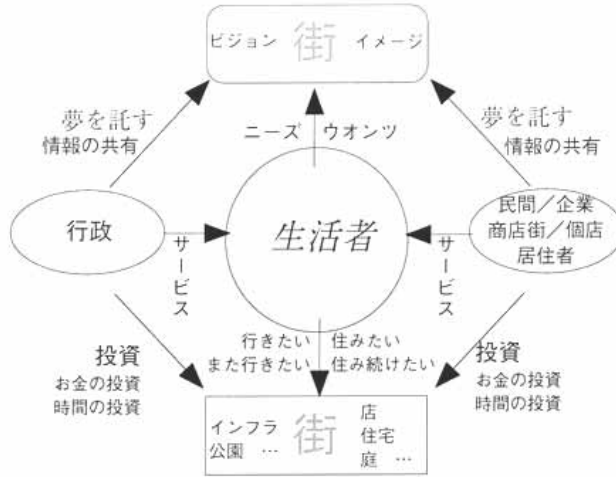 ビジョン 街 イメージ
夢を託す
情報の共有
ニーズ ウオンツ
夢を託す
情報の共有
行政
サービス
生活者
サービス
民間／企業
商店街／個店
居住者
投資
お金の投資
時間の投資
行きたい 住みたい
また行きたい 住み続けたい
投資
お金の投資
時間の投資
インフラ
公園 …
街
店
住宅
庭 …